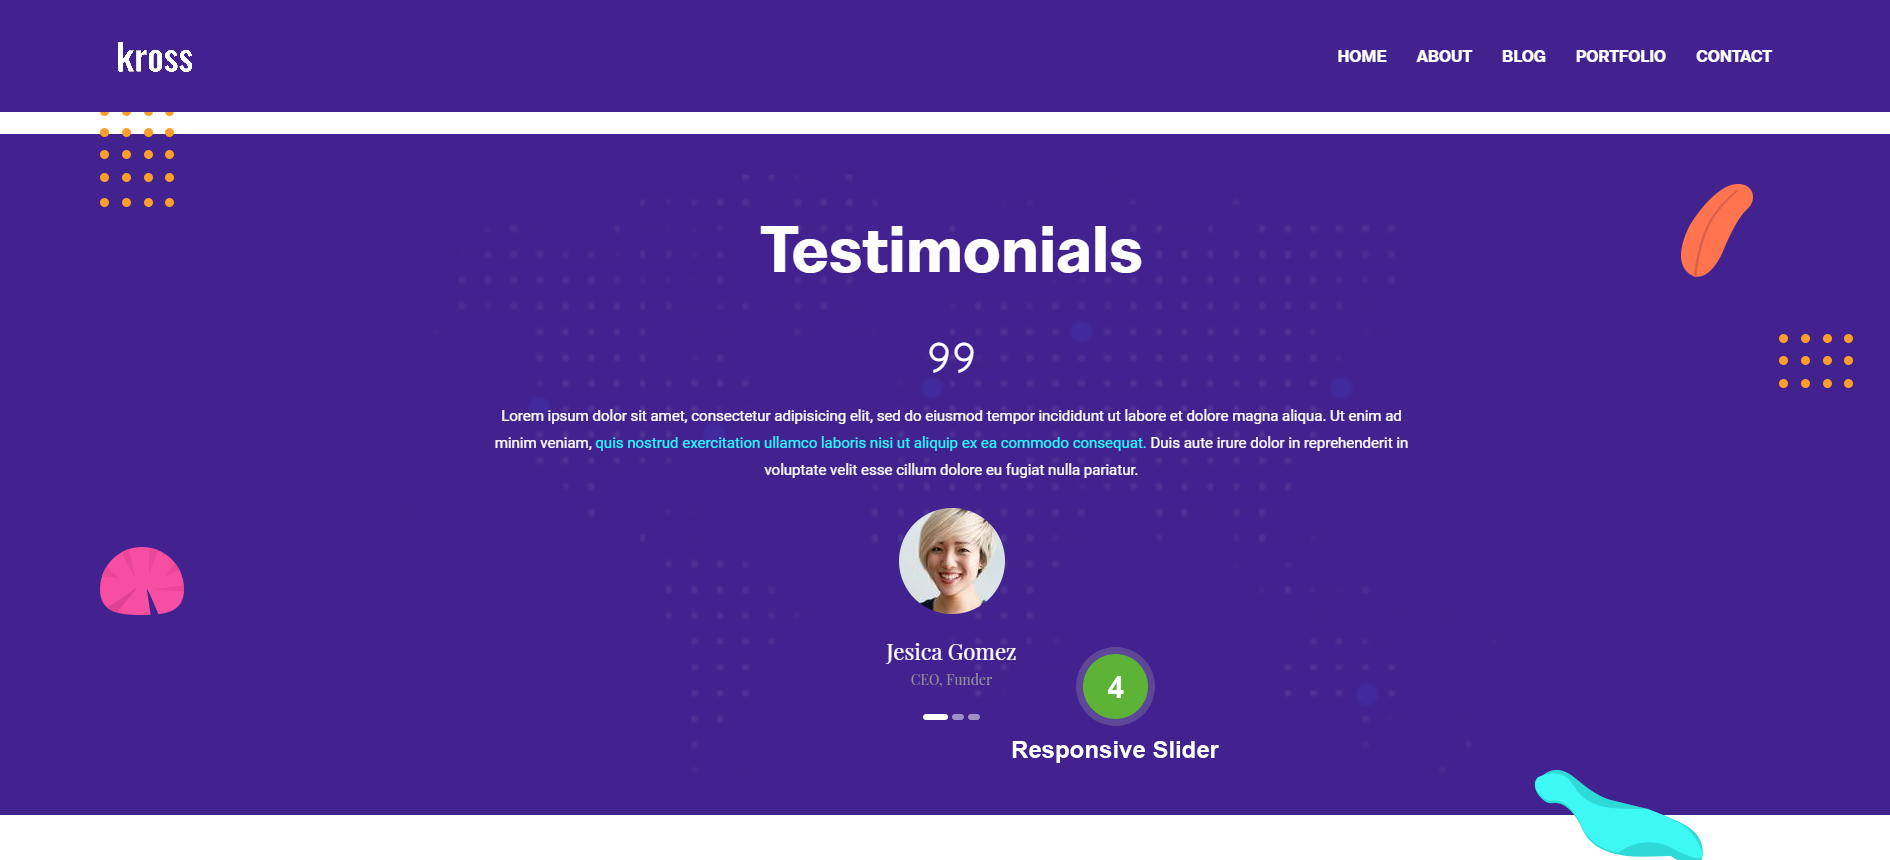 kross
HOME ABOUT BLOG PORTFOLIO CONTACT
Testimonials
Lorem ipsum dolor sit amet, consectetur adipisicing elit, sed do eiusmod tempor incididunt ut labore et dolore magna aliqua. Ut enim ad
minim veniam, quis nostrud exercitation ullamco laboris nisi ut aliquip ex ea commodo consequat. Duis aute irure dolor in reprehenderit in
voluptate velit esse cillum dolore eu fugiat nulla pariatur.
Jesica Gomez
CEO, Funder
4
Responsive Slider